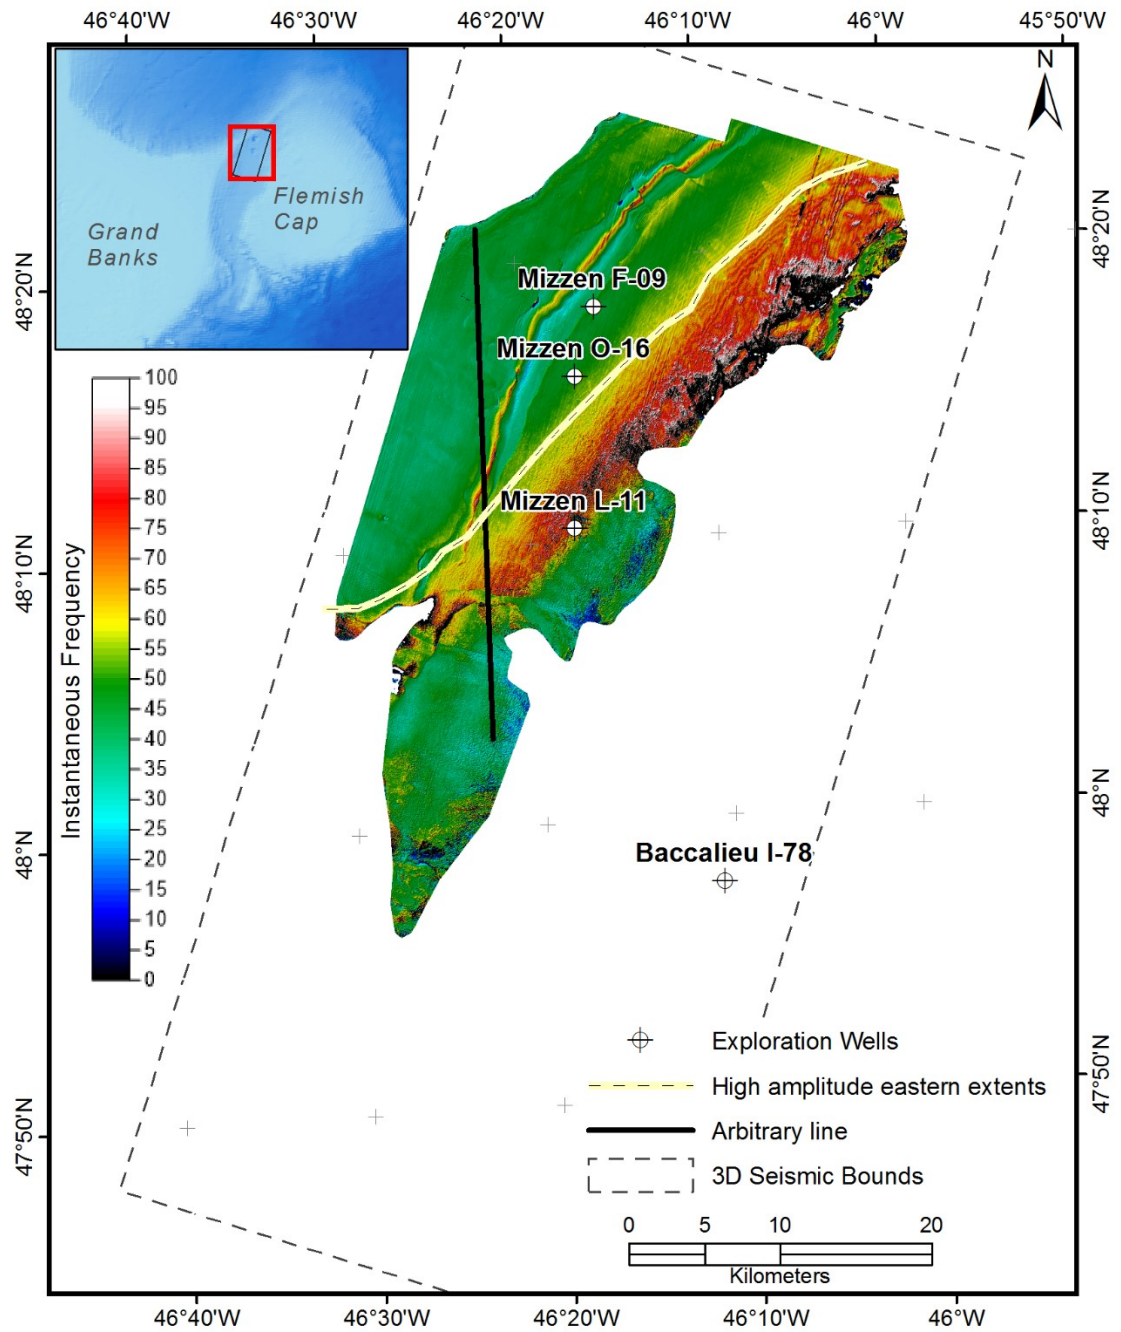 46°40'W 46°30'W 46°20'W 46°10'W 46°0'W 45°50'W
N
Grand
Banks
Flemish
Cap
48°20'N
48°20'N
Mizzen F-09
Mizzen O-16
Mizzen L-11
48°10'N
48°10'N
Instantaneous Frequency
100
95
90
85
80
75
70
65
60
55
50
45
40
35
30
25
20
15
10
5
0
48°N
48°N
Baccalieu I-78
47°50'N
47°50'N
Exploration Wells
High amplitude eastern extents
Arbitrary line
3D Seismic Bounds
0 5 10 20
Kilometers
46°40'W 46°30'W 46°20'W 46°10'W 46°W